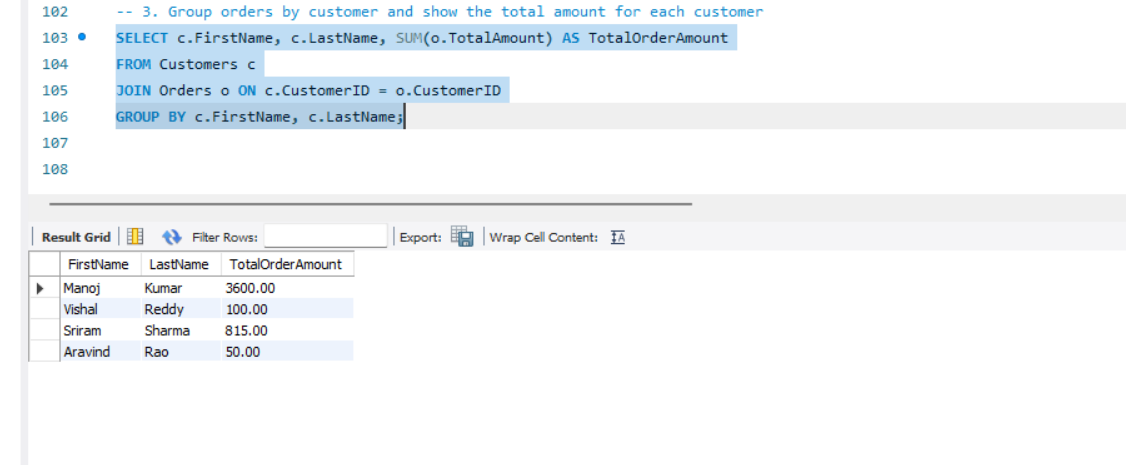 102 -- 3. Group orders by customer and show the total amount for each customer
103 SELECT c.FirstName, c.LastName, SUM(o.TotalAmount) AS TotalOrderAmount
104 FROM Customers c
105 JOIN Orders o ON c.CustomerID = o.CustomerID
106 GROUP BY c.FirstName, c.LastName;
107
108
Result Grid Filter Rows: Export: Wrap Cell Content: IA
FirstName LastName TotalOrderAmount
Manoj Kumar 3600.00
Vishal Reddy 100.00
Sriram Sharma 815.00
Aravind Rao 50.00